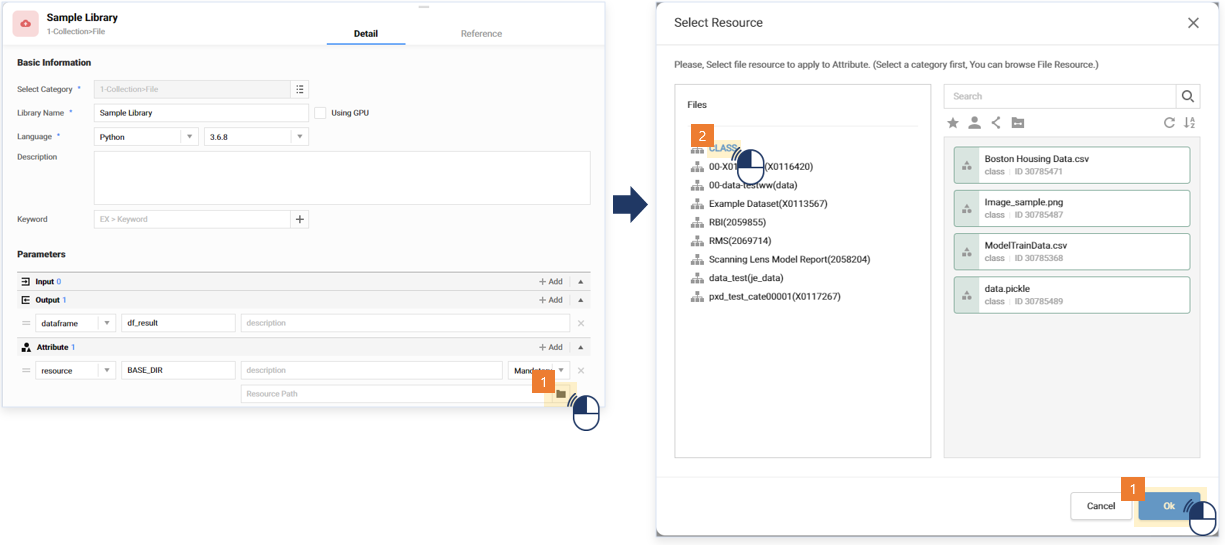 Sample Library
1-Collection>File
Detail
Reference
Basic Information
Select Category *
1-Collection>File
Library Name *
Sample Library
Using GPU
Language *
Python
3.6.8
Description
Keyword
EX > Keyword
Parameters
Input 0
Add
Output 1
Add
dataframe
df_result
description
Attribute 1
Add
resource
BASE_DIR
description
1
Resource Path
Select Resource
Please, Select file resource to apply to Attribute. (Select a category first, You can browse File Resource.)
Files
2
CLASS
(X0116420)
00-data-testww(data)
Example Dataset(X0113567)
RBI(2059855)
RMS(2069714)
Scanning Lens Model Report(2058204)
data_test(je_data)
pxd_test_cate00001(X0117267)
Search
Boston Housing Data.csv
class | ID 30785471
Image_sample.png
class | ID 30785487
ModelTrainData.csv
class | ID 30785368
data.pickle
class | ID 30785489
1
Cancel
Ok